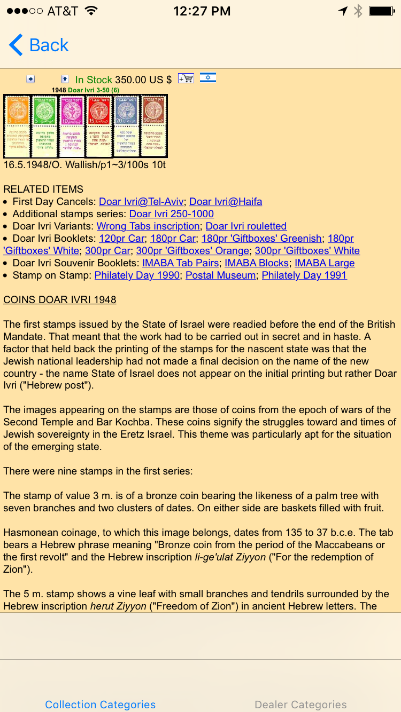 AT&T 12:27 PM
Back
In Stock 350.00 US $
1948 Doar Ivri 3-50 (6)
16.5.1948/O. Wallish/p1~3/100s 10t
RELATED ITEMS
• First Day Cancels: Doar Ivri@Tel-Aviv; Doar Ivri@Haifa
• Additional stamps series: Doar Ivri 250-1000
• Doar Ivri Variants: Wrong Tabs inscription; Doar Ivri rouletted
• Doar Ivri Booklets: 120pr Car; 180pr Car; 180pr 'Giftboxes' Greenish; 180pr
'Giftboxes' White; 300pr Car; 300pr 'Giftboxes' Orange; 300pr 'Giftboxes' White
• Doar Ivri Souvenir Booklets: IMABA Tab Pairs; IMABA Blocks; IMABA Large
• Stamp on Stamp: Philately Day 1990; Postal Museum; Philately Day 1991
COINS DOAR IVRI 1948
The first stamps issued by the State of Israel were readied before the end of the British
Mandate. That meant that the work had to be carried out in secret and in haste. A
factor that held back the printing of the stamps for the nascent state was that the
Jewish national leadership had not made a final decision on the name of the new
country - the name State of Israel does not appear on the initial printing but rather Doar
Ivri ("Hebrew post").
The images appearing on the stamps are those of coins from the epoch of wars of the
Second Temple and Bar Kochba. These coins signify the struggles toward and times of
Jewish sovereignty in the Eretz Israel. This theme was particularly apt for the situation
of the emerging state.
There were nine stamps in the first series:
The stamp of value 3 m. is of a bronze coin bearing the likeness of a palm tree with
seven branches and two clusters of dates. On either side are baskets filled with fruit.
Hasmonean coinage, to which this image belongs, dates from 135 to 37 b.c.e. The tab
bears a Hebrew phrase meaning "Bronze coin from the period of the Maccabeans or
the first revolt" and the Hebrew inscription li-ge'ulat Ziyyon ("For the redemption of
Zion").
The 5 m. stamp shows a vine leaf with small branches and tendrils surrounded by the
Hebrew inscription herut Ziyyon ("Freedom of Zion") in ancient Hebrew letters. The
Collection Categories
Dealer Categories